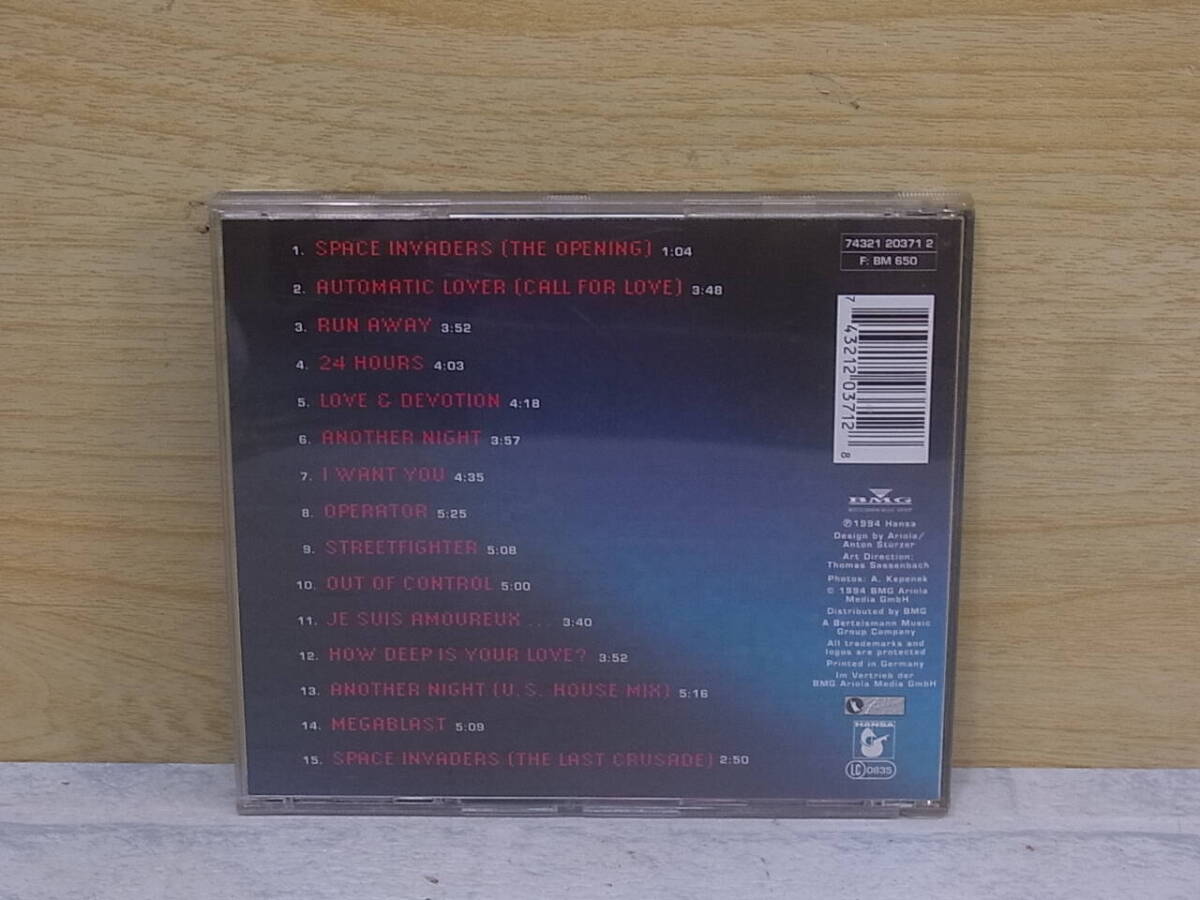 1. SPACE INVADERS (THE OPENING) 1:04
2. AUTOMATIC LOVER (CALL FOR LOVE) 3:48
3. RUN AWAY 3:52
4. 24 HOURS 4:03
5. LOVE & DEVOTION 4:18
6. ANOTHER NIGHT 3:57
7. I WANT YOU 4:35
8. OPERATOR 5:25
9. STREETFIGHTER 5:08
10. OUT OF CONTROL 5:00
11. JE SUIS AMOUREUX ... 3:40
12. HOW DEEP IS YOUR LOVE? 3:52
13. ANOTHER NIGHT (U.S. HOUSE MIX) 5:16
14. MEGABLAST 5:09
15. SPACE INVADERS (THE LAST CRUSADE) 2:50
74321 20371 2
F: BM 650
7 43212 03712 8
BMG
℗ 1994 Hansa
Design by Ariola/
Anton Stürzer
Art Direction:
Thomas Sassenbach
Photos: A. Kepenek
© 1994 BMG Ariola
Media GmbH
Distributed by BMG
A Bertelsmann Music
Group Company
All trademarks and
logos are protected
Printed in Germany
Im Vertrieb der
BMG Ariola Media GmbH
HANSA
LC 0835